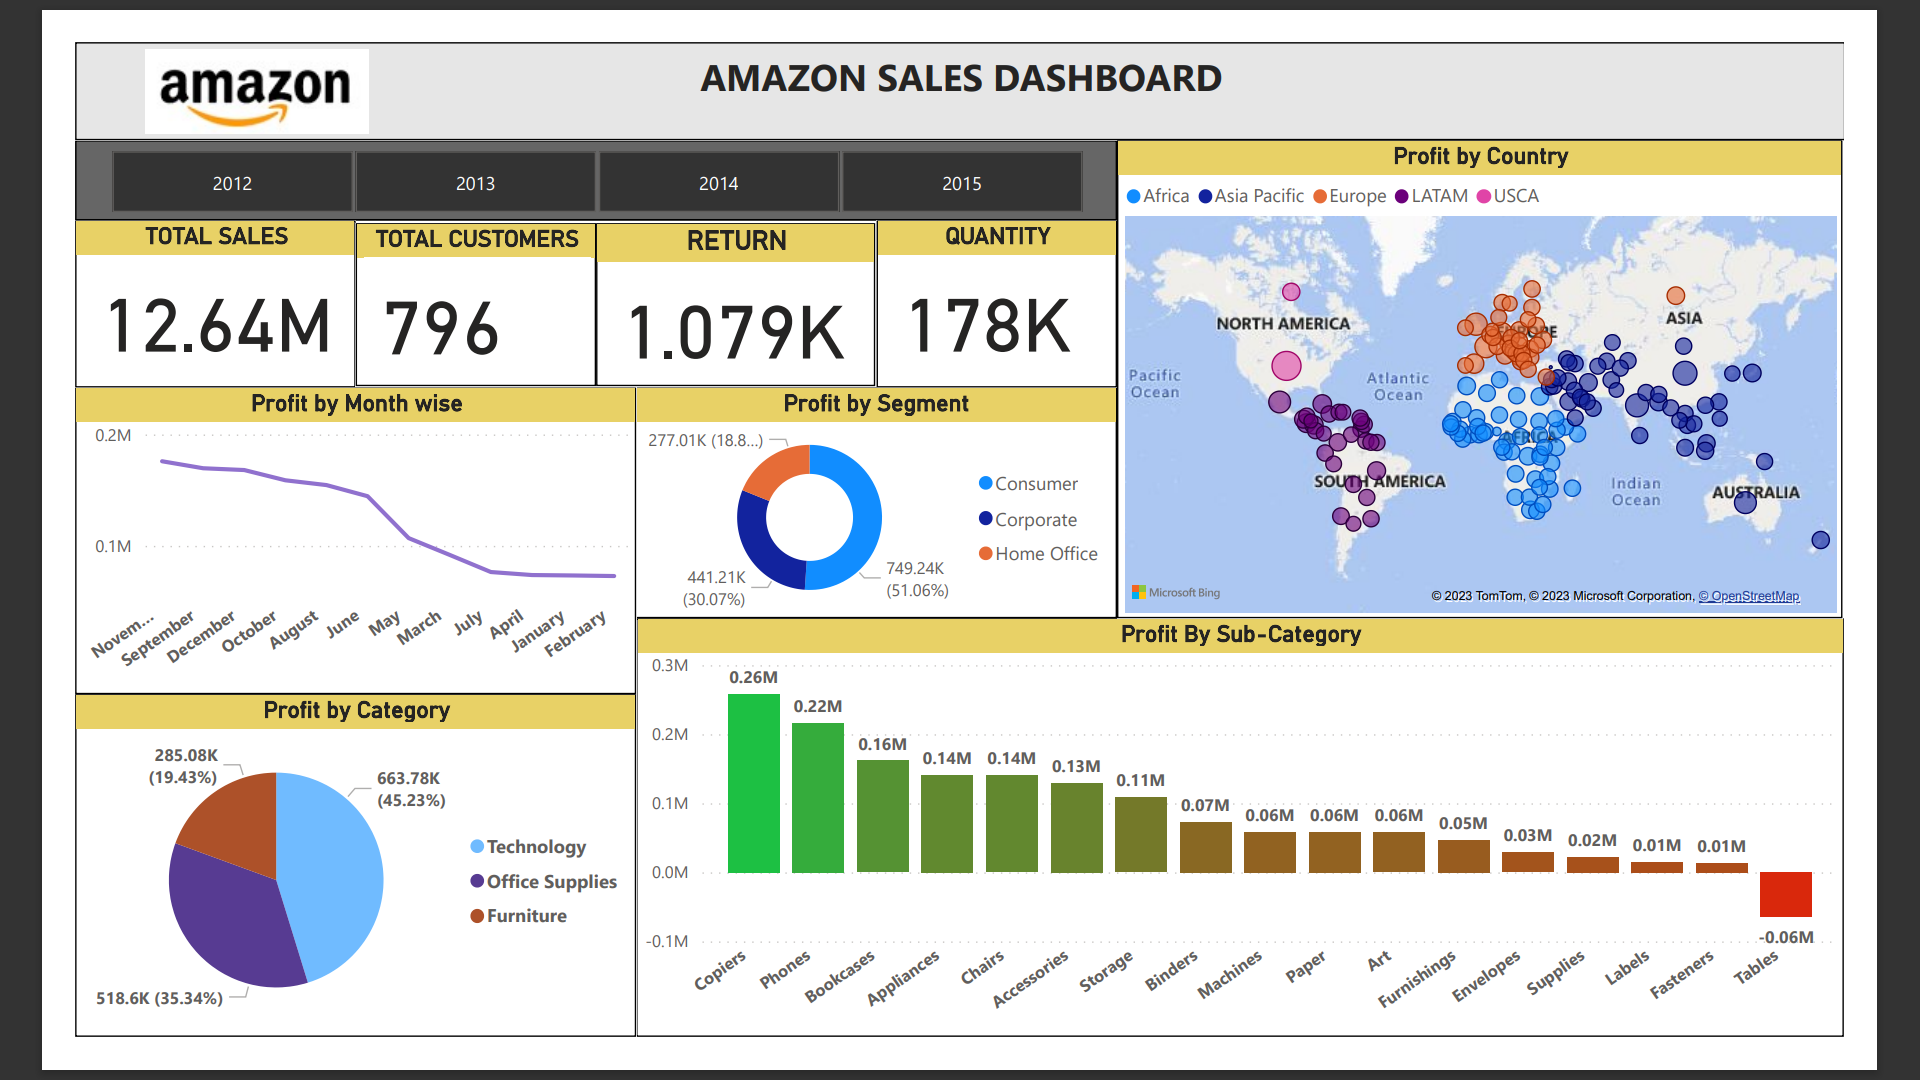 amazon
AMAZON SALES DASHBOARD
2012
2013
2014
2015
TOTAL SALES
12.64M
TOTAL CUSTOMERS
796
RETURN
1.079K
QUANTITY
178K
Profit by Country
Africa
Asia Pacific
Europe
LATAM
USCA
NORTH AMERICA
EUROPE
ASIA
Pacific
Ocean
Atlantic
Ocean
AFRICA
SOUTH AMERICA
Indian
Ocean
AUSTRALIA
Microsoft Bing
© 2023 TomTom, © 2023 Microsoft Corporation, © OpenStreetMap
Profit by Month wise
0.2M
0.1M
Novem...
September
December
October
August
June
May
March
July
April
January
February
Profit by Segment
277.01K (18.8...)
441.21K
(30.07%)
749.24K
(51.06%)
Consumer
Corporate
Home Office
Profit by Category
285.08K
(19.43%)
663.78K
(45.23%)
518.6K (35.34%)
Technology
Office Supplies
Furniture
Profit By Sub-Category
0.3M
0.2M
0.1M
0.0M
-0.1M
0.26M
0.22M
0.16M
0.14M
0.14M
0.13M
0.11M
0.07M
0.06M
0.06M
0.06M
0.05M
0.03M
0.02M
0.01M
0.01M
-0.06M
Copiers
Phones
Bookcases
Appliances
Chairs
Accessories
Storage
Binders
Machines
Paper
Art
Furnishings
Envelopes
Supplies
Labels
Fasteners
Tables